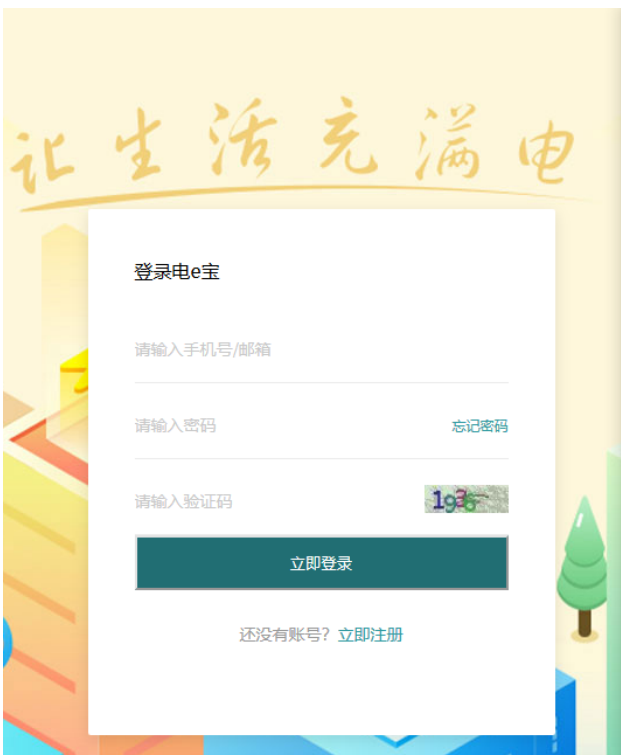 让生活充满电
登录电e宝
请输入手机号/邮箱
请输入密码 忘记密码
请输入验证码
立即登录
还没有账号? 立即注册